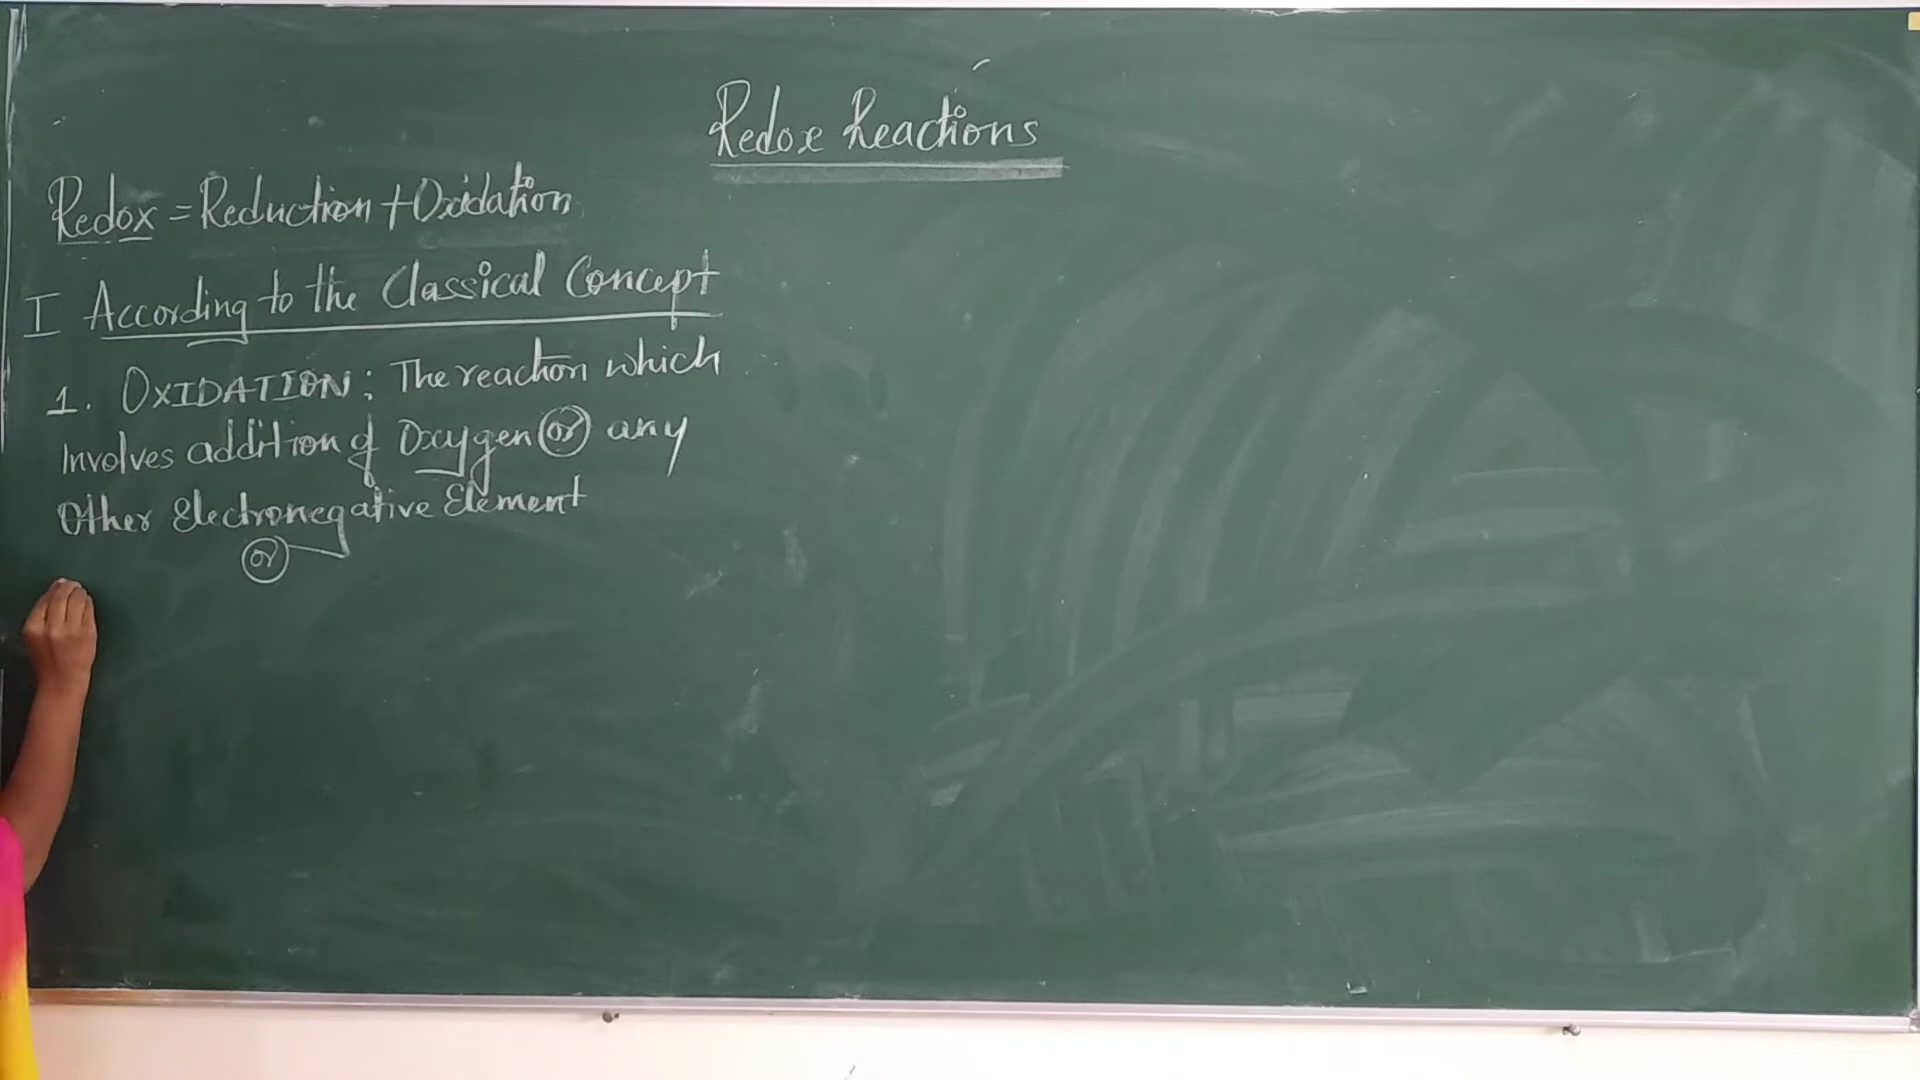 Redox Reactions
Redox = Reduction + Oxidation
I According to the Classical Concept
1. OXIDATION: The reaction which
Involves addition of Oxygen (or) any
Other Electronegative Element
(or)